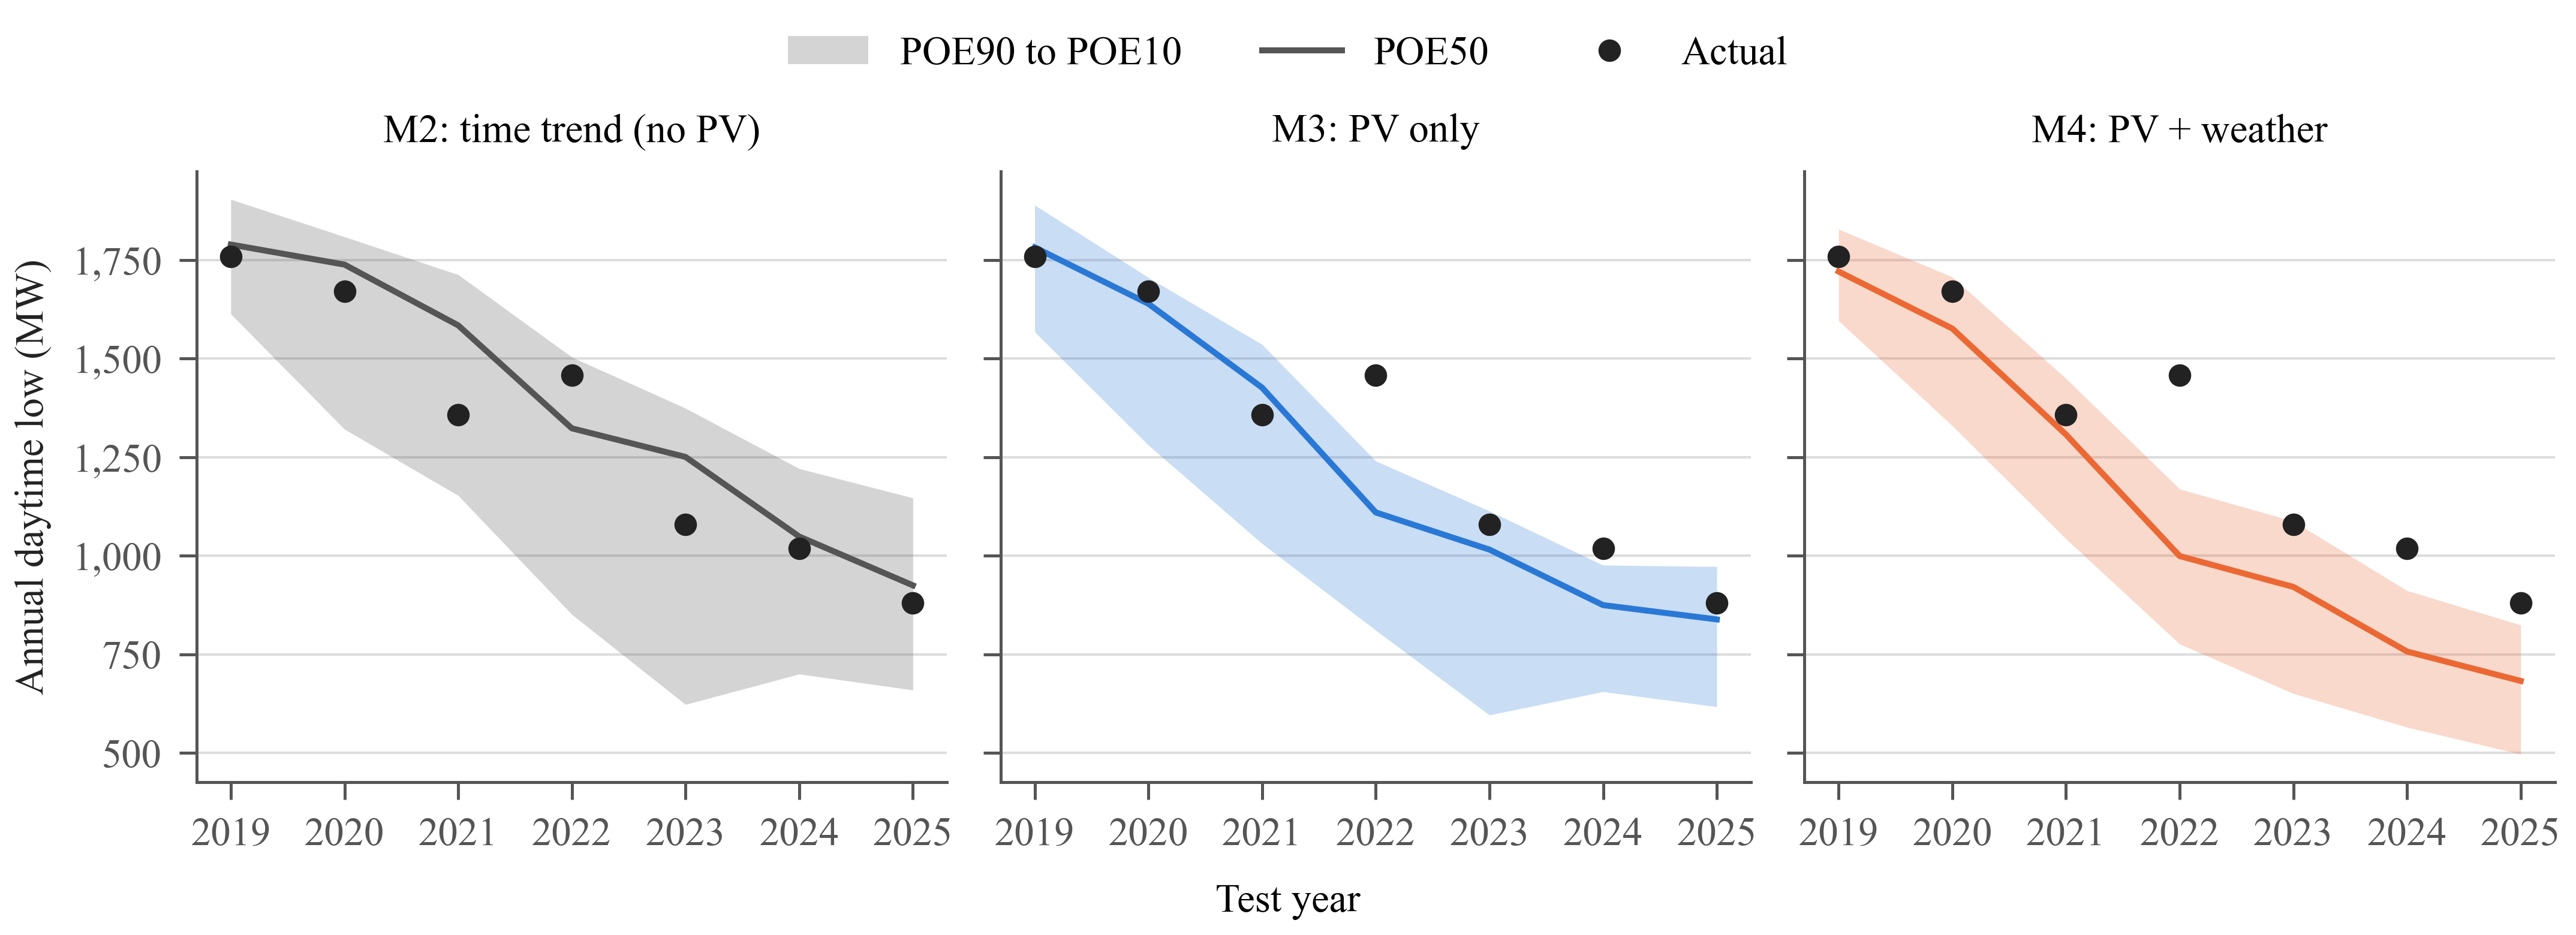 POE90 to POE10 POE50 Actual
M2: time trend (no PV) M3: PV only M4: PV + weather
Annual daytime low (MW)
1,750
1,500
1,250
1,000
750
500
2019 2020 2021 2022 2023 2024 2025 2019 2020 2021 2022 2023 2024 2025 2019 2020 2021 2022 2023 2024 2025
Test year